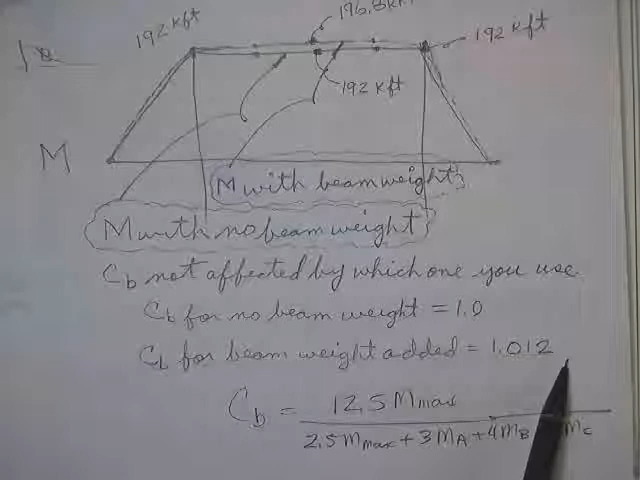 196.8 kft
192 kft
192 kft
192 kft
M
M with beam weight
M with no beam weight
Cb not affected by which one you use
Cb for no beam weight = 1.0
Cb for beam weight added = 1.012
Cb = 12.5 Mmax
2.5 Mmax + 3 MA + 4 MB MC